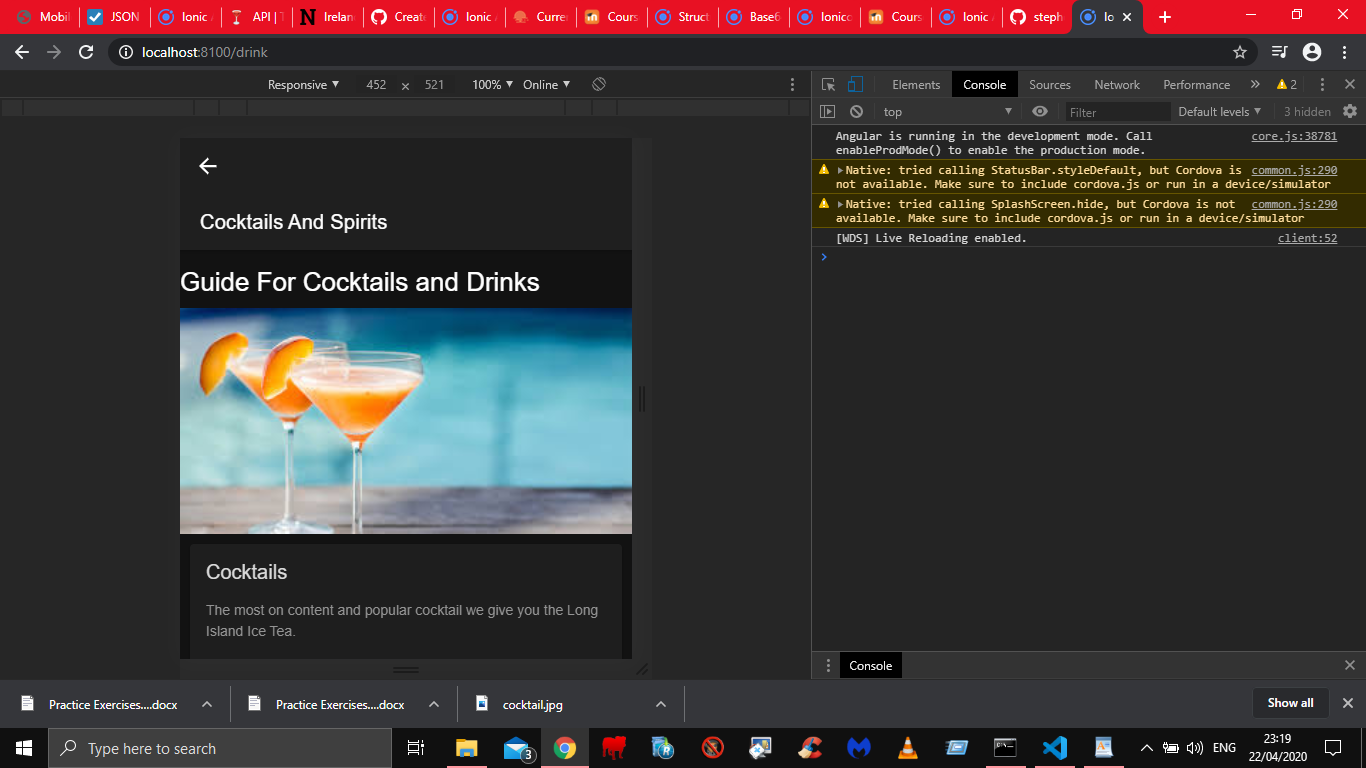 Mobil
JSON
Ionic A
API | T
Ireland
Create
Ionic A
Curre
Cours
Struct
Base6
Ionico
Cours
Ionic A
steph
Io
localhost:8100/drink
Responsive
452 × 521
100%
Online
Elements
Console
Sources
Network
Performance
2
top
Filter
Default levels
3 hidden
Angular is running in the development mode. Call core.js:38781
enableProdMode() to enable the production mode.
Native: tried calling StatusBar.styleDefault, but Cordova is common.js:290
not available. Make sure to include cordova.js or run in a device/simulator
Native: tried calling SplashScreen.hide, but Cordova is not common.js:290
available. Make sure to include cordova.js or run in a device/simulator
[WDS] Live Reloading enabled. client:52
Cocktails And Spirits
Guide For Cocktails and Drinks
Cocktails
The most on content and popular cocktail we give you the Long
Island Ice Tea.
Console
Practice Exercises....docx
Practice Exercises....docx
cocktail.jpg
Show all
Type here to search
3
ENG
23:19
22/04/2020